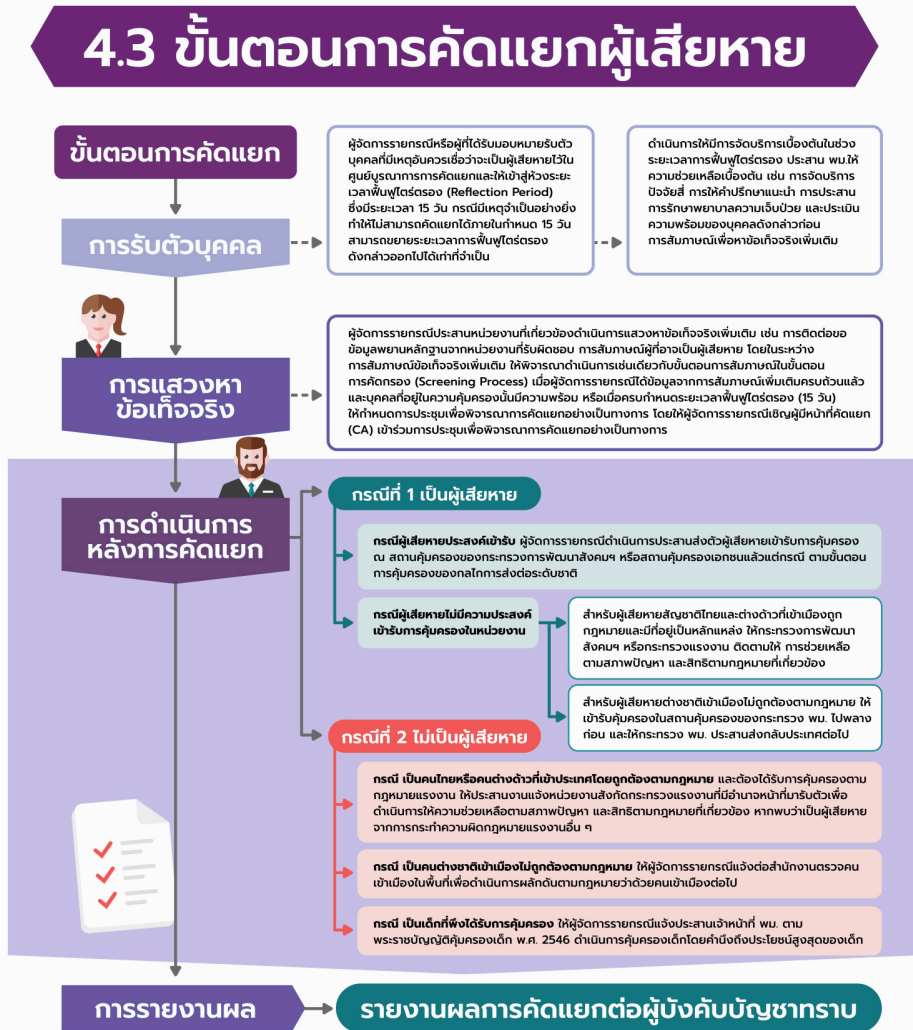 4.3 ขั้นตอนการคัดแยกผู้เสียหาย
ขั้นตอนการคัดแยก
การรับตัวบุคคล
ผู้จัดการรายกรณีหรือผู้ที่ได้รับมอบหมายรับตัว
บุคคลที่มีเหตุอันควรเชื่อว่าจะเป็นผู้เสียหายไว้ใน
ศูนย์บูรณาการการคัดแยกและให้เข้าสู่ห้วงระยะ
เวลาฟื้นฟูไตร่ตรอง (Reflection Period)
ซึ่งมีระยะเวลา 15 วัน กรณีมีเหตุจำเป็นอย่างยิ่ง
ทำให้ไม่สามารถคัดแยกได้ภายในกำหนด 15 วัน
สามารถขยายระยะเวลาการฟื้นฟูไตร่ตรอง
ดังกล่าวออกไปได้เท่าที่จำเป็น
ดำเนินการให้มีการจัดบริการเบื้องต้นในช่วง
ระยะเวลาการฟื้นฟูไตร่ตรอง ประสาน พม.ให้
ความช่วยเหลือเบื้องต้น เช่น การจัดบริการ
ปัจจัยสี่ การให้คำปรึกษาแนะนำ การประสาน
การรักษาพยาบาลความเจ็บป่วย และประเมิน
ความพร้อมของบุคคลดังกล่าวก่อน
การสัมภาษณ์เพื่อหาข้อเท็จจริงเพิ่มเติม
การแสวงหา
ข้อเท็จจริง
ผู้จัดการรายกรณีประสานหน่วยงานที่เกี่ยวข้องดำเนินการแสวงหาข้อเท็จจริงเพิ่มเติม เช่น การติดต่อขอ
ข้อมูลพยานหลักฐานจากหน่วยงานที่รับผิดชอบ การสัมภาษณ์ผู้ที่อาจเป็นผู้เสียหาย โดยในระหว่าง
การสัมภาษณ์ข้อเท็จจริงเพิ่มเติม ให้พิจารณาดำเนินการเช่นเดียวกับขั้นตอนการสัมภาษณ์ในขั้นตอน
การคัดกรอง (Screening Process) เมื่อผู้จัดการรายกรณีได้ข้อมูลจากการสัมภาษณ์เพิ่มเติมครบถ้วนแล้ว
และบุคคลที่อยู่ในความคุ้มครองนั้นมีความพร้อม หรือเมื่อครบกำหนดระยะเวลาฟื้นฟูไตร่ตรอง (15 วัน)
ให้กำหนดการประชุมเพื่อพิจารณาการคัดแยกอย่างเป็นทางการ โดยให้ผู้จัดการรายกรณีเชิญผู้มีหน้าที่คัดแยก
(CA) เข้าร่วมการประชุมเพื่อพิจารณาการคัดแยกอย่างเป็นทางการ
การดำเนินการ
หลังการคัดแยก
กรณีที่ 1 เป็นผู้เสียหาย
กรณีผู้เสียหายประสงค์เข้ารับ ผู้จัดการรายกรณีดำเนินการประสานส่งตัวผู้เสียหายเข้ารับการคุ้มครอง
ณ สถานคุ้มครองของกระทรวงการพัฒนาสังคมฯ หรือสถานคุ้มครองเอกชนแล้วแต่กรณี ตามขั้นตอน
การคุ้มครองของกลไกการส่งต่อระดับชาติ
กรณีผู้เสียหายไม่มีความประสงค์
เข้ารับการคุ้มครองในหน่วยงาน
สำหรับผู้เสียหายสัญชาติไทยและต่างด้าวที่เข้าเมืองถูก
กฎหมายและมีที่อยู่เป็นหลักแหล่ง ให้กระทรวงการพัฒนา
สังคมฯ หรือกระทรวงแรงงาน ติดตามให้ การช่วยเหลือ
ตามสภาพปัญหา และสิทธิตามกฎหมายที่เกี่ยวข้อง
สำหรับผู้เสียหายต่างชาติเข้าเมืองไม่ถูกต้องตามกฎหมาย ให้
เข้ารับคุ้มครองในสถานคุ้มครองของกระทรวง พม. ไปพลาง
ก่อน และให้กระทรวง พม. ประสานส่งกลับประเทศต่อไป
กรณีที่ 2 ไม่เป็นผู้เสียหาย
กรณี เป็นคนไทยหรือคนต่างด้าวที่เข้าประเทศโดยถูกต้องตามกฎหมาย และต้องได้รับการคุ้มครองตาม
กฎหมายแรงงาน ให้ประสานงานแจ้งหน่วยงานสังกัดกระทรวงแรงงานที่มีอำนาจหน้าที่มารับตัวเพื่อ
ดำเนินการให้ความช่วยเหลือตามสภาพปัญหา และสิทธิตามกฎหมายที่เกี่ยวข้อง หากพบว่าเป็นผู้เสียหาย
จากการกระทำความผิดกฎหมายแรงงานอื่น ๆ
กรณี เป็นคนต่างชาติเข้าเมืองไม่ถูกต้องตามกฎหมาย ให้ผู้จัดการรายกรณีแจ้งต่อสำนักงานตรวจคน
เข้าเมืองในพื้นที่เพื่อดำเนินการผลักดันตามกฎหมายว่าด้วยคนเข้าเมืองต่อไป
กรณี เป็นเด็กที่พึงได้รับการคุ้มครอง ให้ผู้จัดการรายกรณีแจ้งประสานเจ้าหน้าที่ พม. ตาม
พระราชบัญญัติคุ้มครองเด็ก พ.ศ. 2546 ดำเนินการคุ้มครองเด็กโดยคำนึงถึงประโยชน์สูงสุดของเด็ก
การรายงานผล
รายงานผลการคัดแยกต่อผู้บังคับบัญชาทราบ